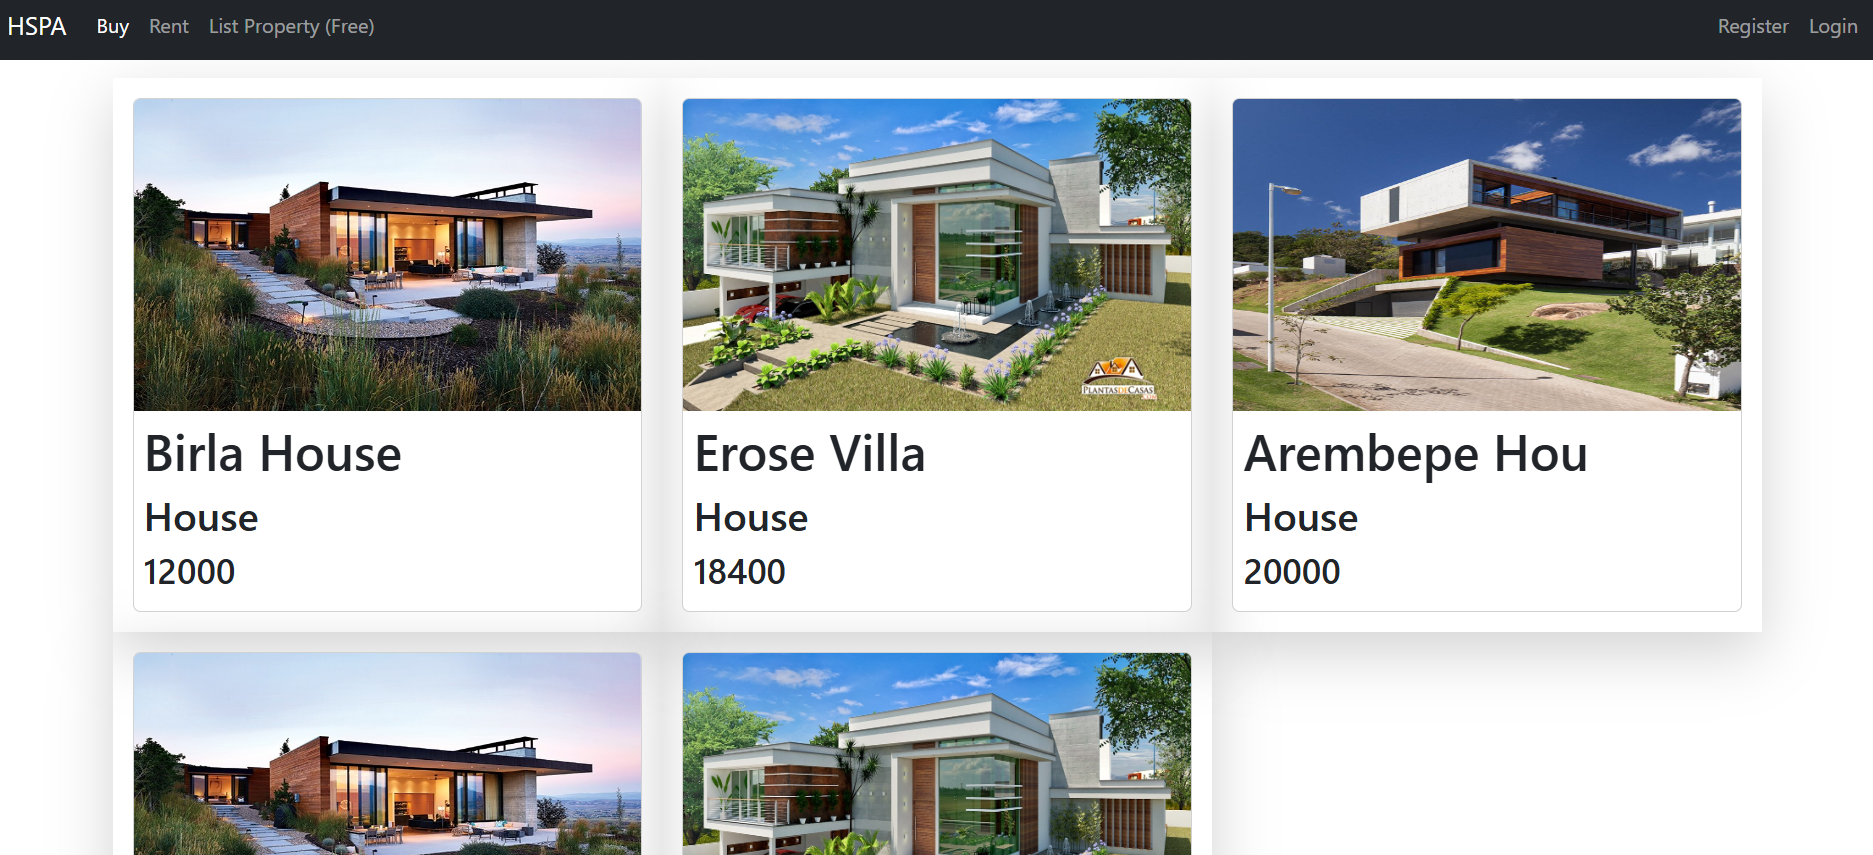 HSPA Buy Rent List Property (Free) Register Login
PLANTASDECASAS
Birla House
House
12000
Erose Villa
House
18400
Arembepe Hou
House
20000